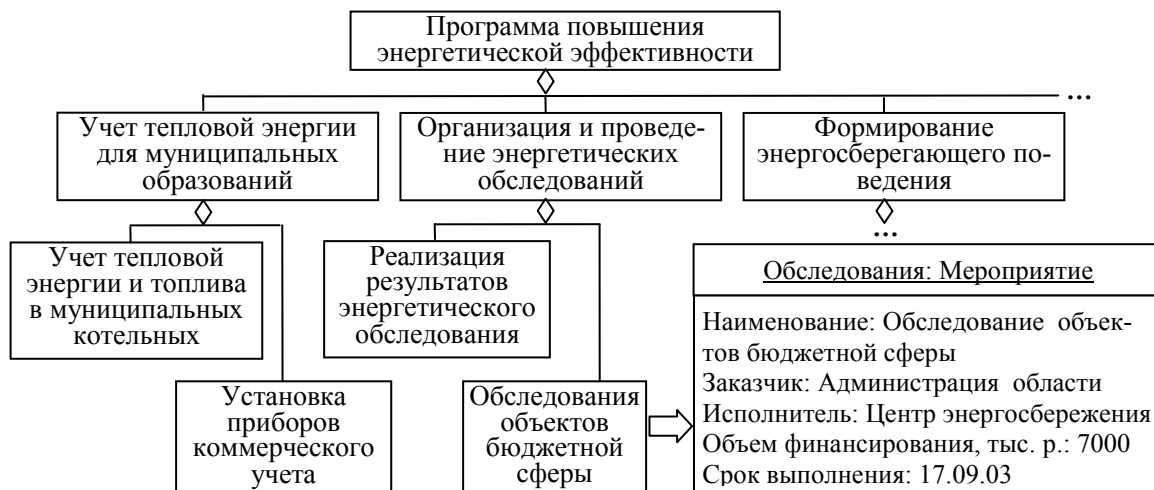 Программа повышения
энергетической эффективности
...
Учет тепловой энергии
для муниципальных
образований
Организация и проведе-
ние энергетических
обследований
Формирование
энергосберегающего по-
ведения
...
Учет тепловой
энергии и топлива
в муниципальных
котельных
Реализация
результатов
энергетического
обследования
Установка
приборов
коммерческого
учета
Обследования
объектов
бюджетной
сферы
Обследования: Мероприятие
Наименование: Обследование объек-
тов бюджетной сферы
Заказчик: Администрация области
Исполнитель: Центр энергосбережения
Объем финансирования, тыс. р.: 7000
Срок выполнения: 17.09.03